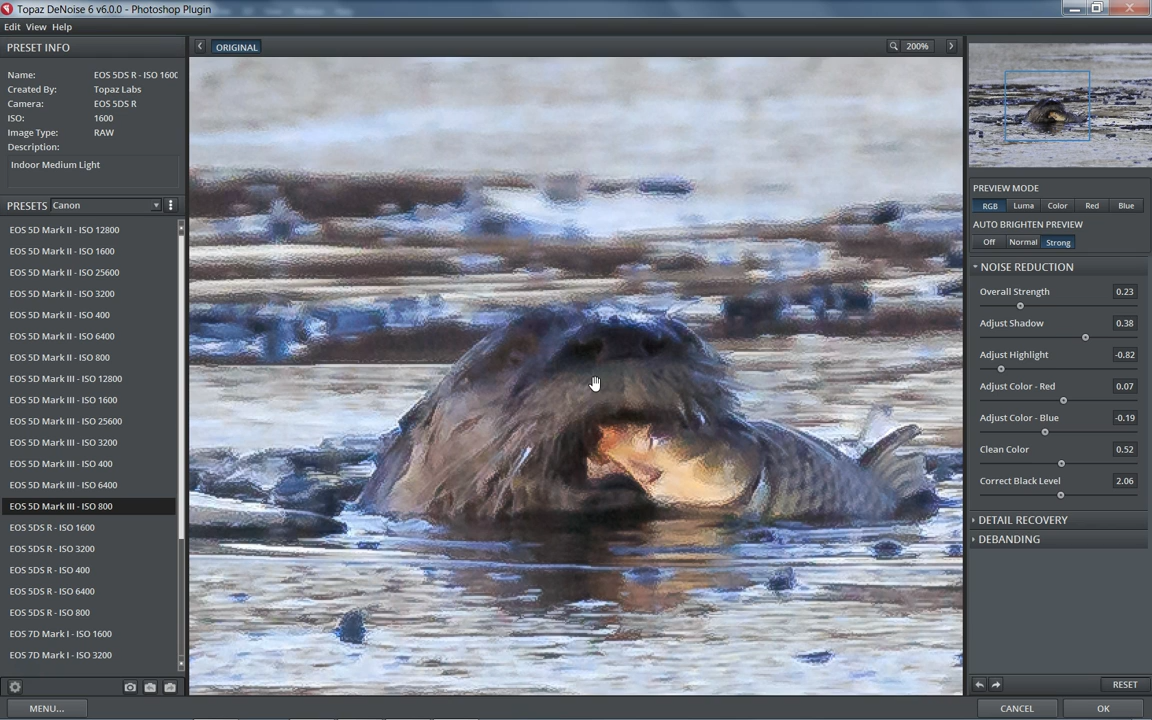 Topaz DeNoise 6 v6.0.0 - Photoshop Plugin
Edit View Help
PRESET INFO
Name: EOS 5DS R - ISO 160
Created By: Topaz Labs
Camera: EOS 5DS R
ISO: 1600
Image Type: RAW
Description:
Indoor Medium Light
PRESETS Canon
EOS 5D Mark II - ISO 12800
EOS 5D Mark II - ISO 1600
EOS 5D Mark II - ISO 25600
EOS 5D Mark II - ISO 3200
EOS 5D Mark II - ISO 400
EOS 5D Mark II - ISO 6400
EOS 5D Mark II - ISO 800
EOS 5D Mark III - ISO 12800
EOS 5D Mark III - ISO 1600
EOS 5D Mark III - ISO 25600
EOS 5D Mark III - ISO 3200
EOS 5D Mark III - ISO 400
EOS 5D Mark III - ISO 6400
EOS 5D Mark III - ISO 800
EOS 5DS R - ISO 1600
EOS 5DS R - ISO 3200
EOS 5DS R - ISO 400
EOS 5DS R - ISO 6400
EOS 5DS R - ISO 800
EOS 7D Mark I - ISO 1600
EOS 7D Mark I - ISO 3200
MENU...
ORIGINAL
200%
PREVIEW MODE
RGB Luma Color Red Blue
AUTO BRIGHTEN PREVIEW
Off Normal Strong
NOISE REDUCTION
Overall Strength 0.23
Adjust Shadow 0.38
Adjust Highlight -0.82
Adjust Color - Red 0.07
Adjust Color - Blue -0.19
Clean Color 0.52
Correct Black Level 2.06
DETAIL RECOVERY
DEBANDING
RESET
CANCEL OK